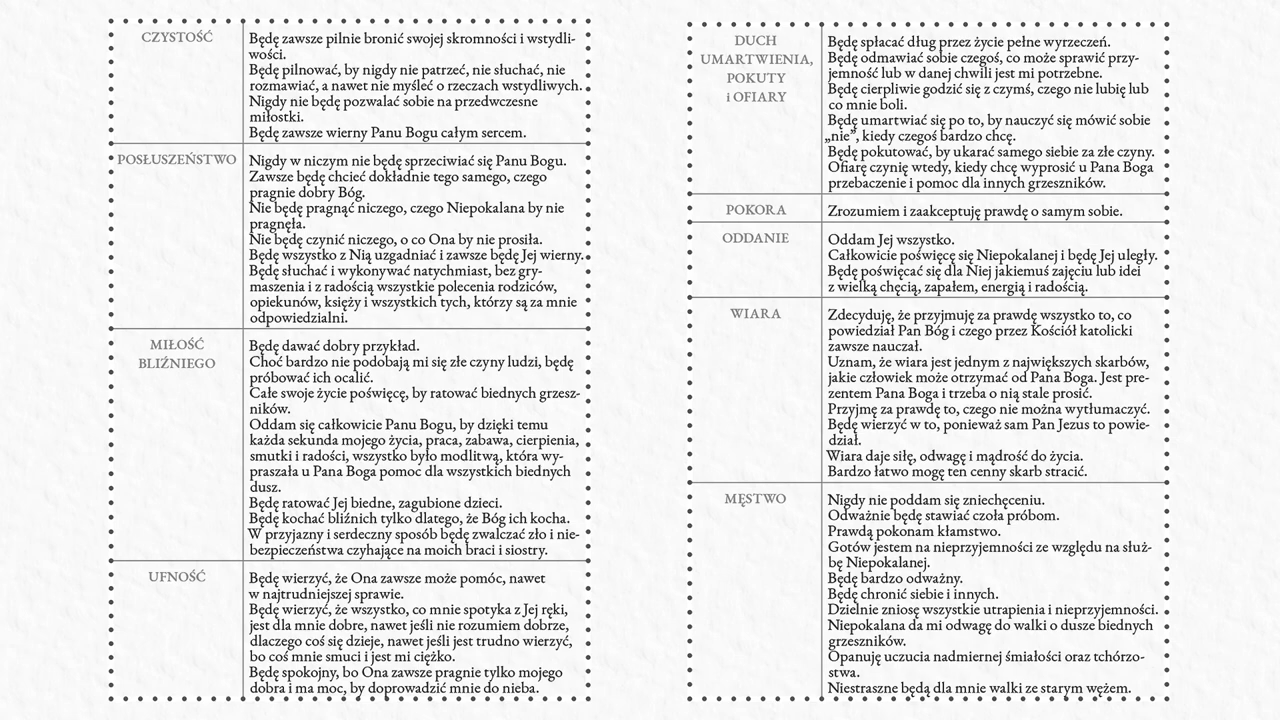 CZYSTOŚĆ
Będę zawsze pilnie bronić swojej skromności i wstydli-
wości.
Będę pilnować, by nigdy nie patrzeć, nie słuchać, nie
rozmawiać, a nawet nie myśleć o rzeczach wstydliwych.
Nigdy nie będę pozwalać sobie na przedwczesne
miłostki.
Będę zawsze wierny Panu Bogu całym sercem.
POSŁUSZEŃSTWO
Nigdy w niczym nie będę sprzeciwiać się Panu Bogu.
Zawsze będę chcieć dokładnie tego samego, czego
pragnie dobry Bóg.
Nie będę pragnąć niczego, czego Niepokalana by nie
pragnęła.
Nie będę czynić niczego, o co Ona by nie prosiła.
Będę wszystko z Nią uzgadniać i zawsze będę Jej wierny.
Będę słuchać i wykonywać natychmiast, bez gry-
maszenia i z radością wszystkie polecenia rodziców,
opiekunów, księży i wszystkich tych, którzy są za mnie
odpowiedzialni.
MIŁOŚĆ
BLIŹNIEGO
Będę dawać dobry przykład.
Choć bardzo nie podobają mi się złe czyny ludzi, będę
próbować ich ocalić.
Całe swoje życie poświęcę, by ratować biednych grzesz-
ników.
Oddam się całkowicie Panu Bogu, by dzięki temu
każda sekunda mojego życia, praca, zabawa, cierpienia,
smutki i radości, wszystko było modlitwą, która wy-
praszała u Pana Boga pomoc dla wszystkich biednych
dusz.
Będę ratować Jej biedne, zagubione dzieci.
Będę kochać bliźnich tylko dlatego, że Bóg ich kocha.
W przyjazny i serdeczny sposób będę zwalczać zło i nie-
bezpieczeństwa czyhające na moich braci i siostry.
UFNOŚĆ
Będę wierzyć, że Ona zawsze może pomóc, nawet
w najtrudniejszej sprawie.
Będę wierzyć, że wszystko, co mnie spotyka z Jej ręki,
jest dla mnie dobre, nawet jeśli nie rozumiem dobrze,
dlaczego coś się dzieje, nawet jeśli jest trudno wierzyć,
bo coś mnie smuci i jest mi ciężko.
Będę spokojny, bo Ona zawsze pragnie tylko mojego
dobra i ma moc, by doprowadzić mnie do nieba.
DUCH
UMARTWIENIA,
POKUTY
i OFIARY
Będę spłacać dług przez życie pełne wyrzeczeń.
Będę odmawiać sobie czegoś, co może sprawić przy-
jemność lub w danej chwili jest mi potrzebne.
Będę cierpliwie godzić się z czymś, czego nie lubię lub
co mnie boli.
Będę umartwiać się po to, by nauczyć się mówić sobie
„nie”, kiedy czegoś bardzo chcę.
Będę pokutować, by ukarać samego siebie za złe czyny.
Ofiarę czynię wtedy, kiedy chcę wyprosić u Pana Boga
przebaczenie i pomoc dla innych grzeszników.
POKORA
Zrozumiem i zaakceptuję prawdę o samym sobie.
ODDANIE
Oddam Jej wszystko.
Całkowicie poświęcę się Niepokalanej i będę Jej uległy.
Będę poświęcać się dla Niej jakiemuś zajęciu lub idei
z wielką chęcią, zapałem, energią i radością.
WIARA
Zdecyduję, że przyjmuję za prawdę wszystko to, co
powiedział Pan Bóg i czego przez Kościół katolicki
zawsze nauczał.
Uznam, że wiara jest jednym z największych skarbów,
jakie człowiek może otrzymać od Pana Boga. Jest pre-
zentem Pana Boga i trzeba o nią stale prosić.
Przyjmę za prawdę to, czego nie można wytłumaczyć.
Będę wierzyć w to, ponieważ sam Pan Jezus to powie-
dział.
Wiara daje siłę, odwagę i mądrość do życia.
Bardzo łatwo mogę ten cenny skarb stracić.
MĘSTWO
Nigdy nie poddam się zniechęceniu.
Odważnie będę stawiać czoła próbom.
Prawdą pokonam kłamstwo.
Gotów jestem na nieprzyjemności ze względu na służ-
bę Niepokalanej.
Będę bardzo odważny.
Będę chronić siebie i innych.
Dzielnie zniosę wszystkie utrapienia i nieprzyjemności.
Niepokalana da mi odwagę do walki o dusze biednych
grzeszników.
Opanuję uczucia nadmiernej śmiałości oraz tchórzo-
stwa.
Niestraszne będą dla mnie walki ze starym wężem.